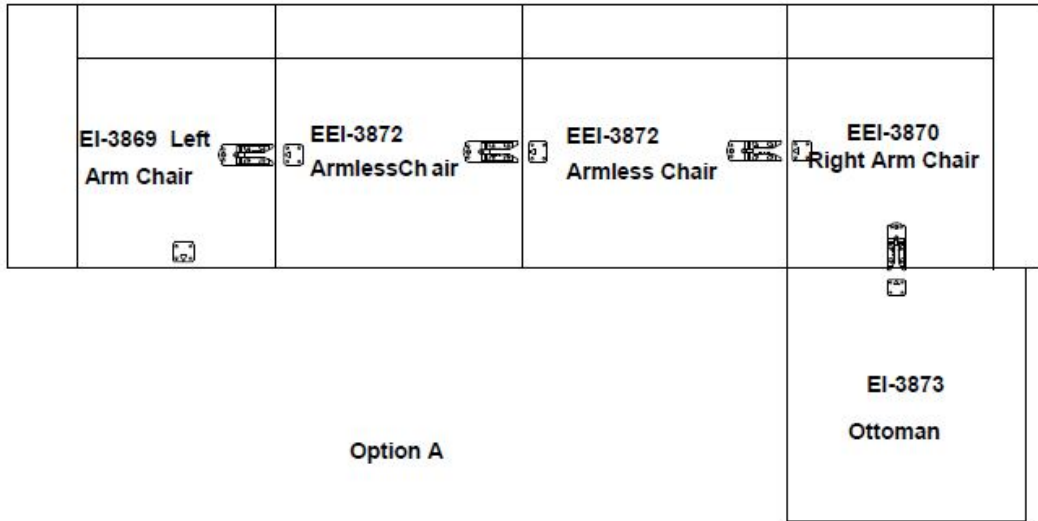 EI-3869 Left
Arm Chair
EEI-3872
ArmlessCh air
EEI-3872
Armless Chair
EEI-3870
Right Arm Chair
EI-3873
Ottoman
Option A